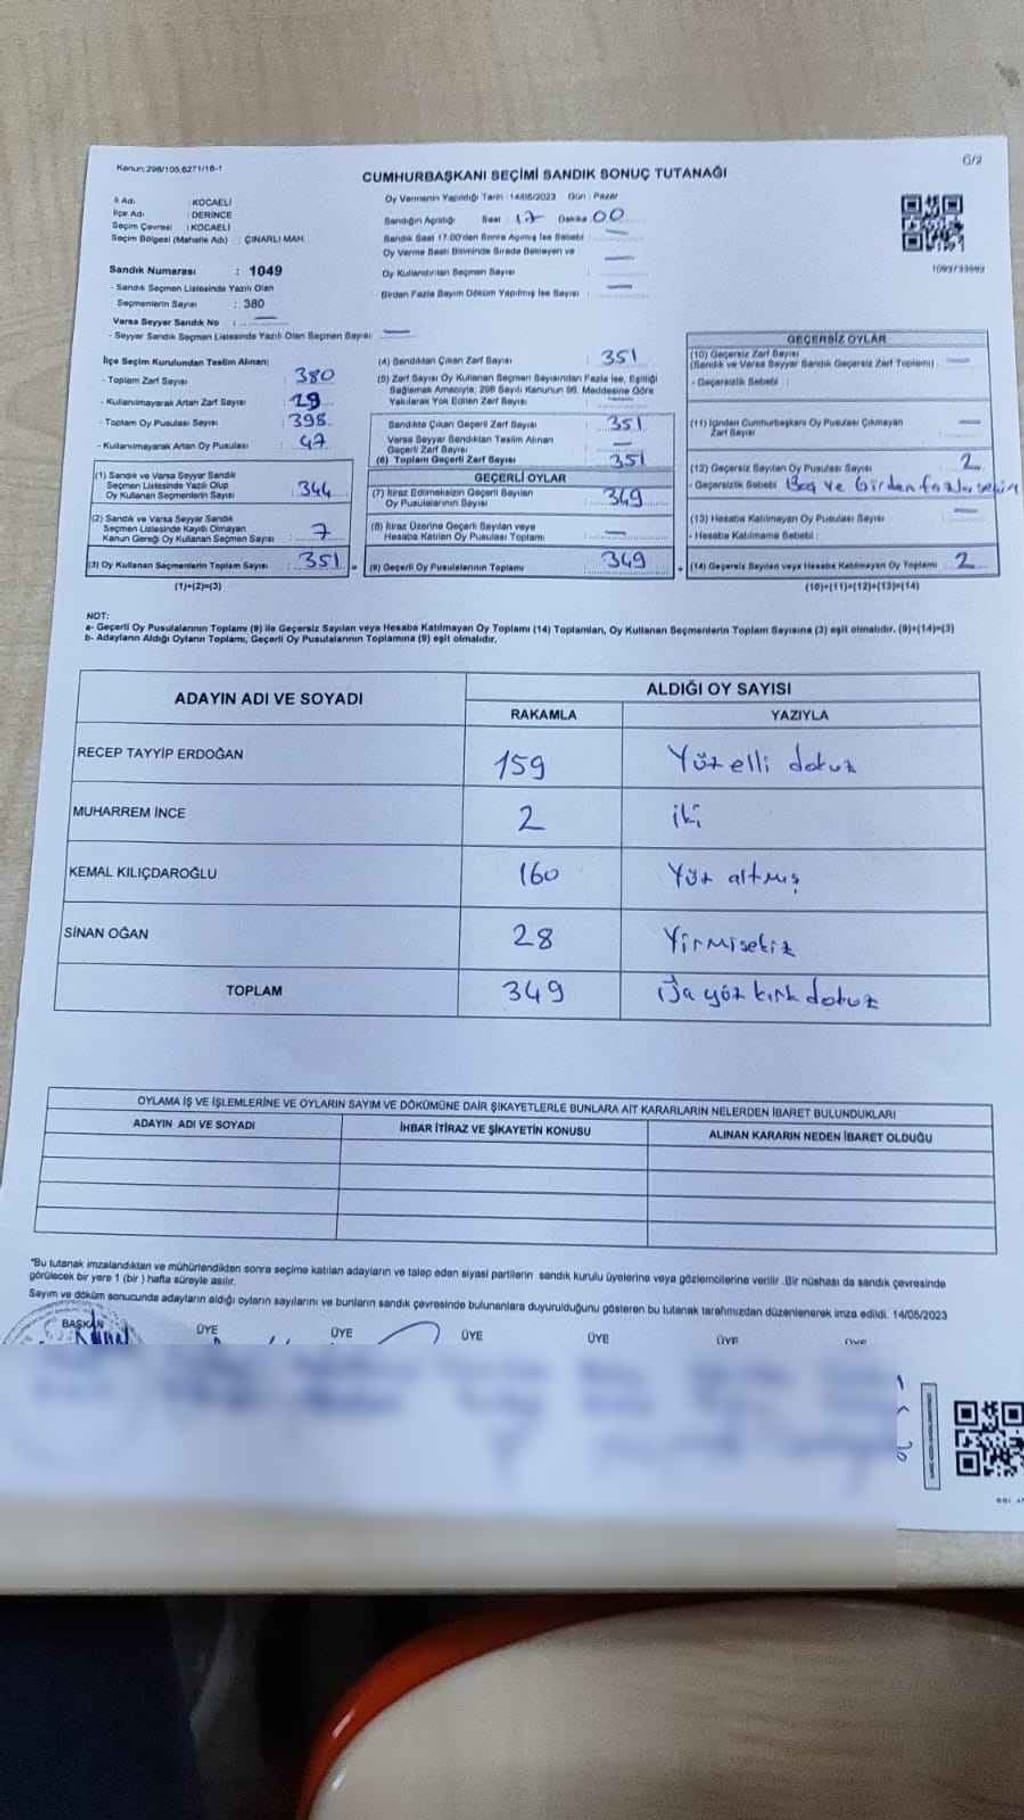 Kanun:298/105,6271/18-1
6/2
CUMHURBAŞKANI SEÇİMİ SANDIK SONUÇ TUTANAĞI
İl Adı : KOCAELİ
İlçe Adı : DERİNCE
Seçim Çevresi : KOCAELİ
Seçim Bölgesi (Mahalle Adı) : ÇINARLI MAH.
Sandık Numarası : 1049
- Sandık Seçmen Listesinde Yazılı Olan
Seçmenlerin Sayısı : 380
Varsa Seyyar Sandık No : —
- Seyyar Sandık Seçmen Listesinde Yazılı Olan Seçmen Sayısı : —
Oy Vermenin Yapıldığı Tarih : 14/05/2023 Gün : Pazar
Sandığın Açıldığı Saat : 17 Dakika : 00
Sandık Saat 17:00'den Sonra Açılmış İse Sebebi : —
Oy Verme Saati Bitiminde Sırada Bekleyen ve
Oy Kullandırılan Seçmen Sayısı : —
Birden Fazla Sayım Döküm Yapılmış İse Sayısı : —
İlçe Seçim Kurulundan Teslim Alınan;
- Toplam Zarf Sayısı : 380
- Kullanılmayarak Artan Zarf Sayısı : 29
- Toplam Oy Pusulası Sayısı : 398
- Kullanılmayarak Artan Oy Pusulası : 47
(1) Sandık ve Varsa Seyyar Sandık
Seçmen Listesinde Yazılı Olup
Oy Kullanan Seçmenlerin Sayısı : 344
(2) Sandık ve Varsa Seyyar Sandık
Seçmen Listesinde Kayıtlı Olmayan
Kanun Gereği Oy Kullanan Seçmen Sayısı : 7
(3) Oy Kullanan Seçmenlerin Toplam Sayısı : 351
(1)+(2)=(3)
(4) Sandıktan Çıkan Zarf Sayısı : 351
(5) Zarf Sayısı Oy Kullanan Seçmen Sayısından Fazla İse, Eşitliği
Sağlamak Amacıyla; 298 Sayılı Kanunun 98. Maddesine Göre
Yakılarak Yok Edilen Zarf Sayısı : —
Sandıkta Çıkan Geçerli Zarf Sayısı : 351
Varsa Seyyar Sandıktan Teslim Alınan
Geçerli Zarf Sayısı : —
(6) Toplam Geçerli Zarf Sayısı : 351
GEÇERLİ OYLAR
(7) İtiraz Edilmeksizin Geçerli Sayılan
Oy Pusulalarının Sayısı : 349
(8) İtiraz Üzerine Geçerli Sayılan veya
Hesaba Katılan Oy Pusulası Toplamı : —
(9) Geçerli Oy Pusulalarının Toplamı : 349
GEÇERSİZ OYLAR
(10) Geçersiz Zarf Sayısı
(Sandık ve Varsa Seyyar Sandık Geçersiz Zarf Toplamı) : —
- Geçersizlik Sebebi :
(11) İçinden Cumhurbaşkanı Oy Pusulası Çıkmayan
Zarf Sayısı : —
(12) Geçersiz Sayılan Oy Pusulası Sayısı : 2
- Geçersizlik Sebebi : Boş ve birden fazla seçim
(13) Hesaba Katılmayan Oy Pusulası Sayısı : —
- Hesaba Katılmama Sebebi :
(14) Geçersiz Sayılan veya Hesaba Katılmayan Oy Toplamı : 2
(10)+(11)+(12)+(13)=(14)
NOT:
a- Geçerli Oy Pusulalarının Toplamı (9) ile Geçersiz Sayılan veya Hesaba Katılmayan Oy Toplamı (14) Toplamları, Oy Kullanan Seçmenlerin Toplam Sayısına (3) eşit olmalıdır. (9)+(14)=(3)
b- Adayların Aldığı Oyların Toplamı, Geçerli Oy Pusulalarının Toplamına (9) eşit olmalıdır.
ADAYIN ADI VE SOYADI
ALDIĞI OY SAYISI
RAKAMLA YAZIYLA
RECEP TAYYİP ERDOĞAN 159 Yüz elli dokuz
MUHARREM İNCE 2 iki
KEMAL KILIÇDAROĞLU 160 Yüz altmış
SİNAN OĞAN 28 Yirmisekiz
TOPLAM 349 yüz kırk dokuz
OYLAMA İŞ VE İŞLEMLERİNE VE OYLARIN SAYIM VE DÖKÜMÜNE DAİR ŞİKAYETLERLE BUNLARA AİT KARARLARIN NELERDEN İBARET BULUNDUKLARI
ADAYIN ADI VE SOYADI İHBAR İTİRAZ VE ŞİKAYETİN KONUSU ALINAN KARARIN NEDEN İBARET OLDUĞU
"Bu tutanak imzalandıktan ve mühürlendikten sonra seçime katılan adayların ve talep eden siyasi partilerin sandık kurulu üyelerine veya gözlemcilerine verilir .Bir nüshası da sandık çevresinde
görülecek bir yere 1 (bir ) hafta süreyle asılır.
Sayım ve döküm sonucunda adayların aldığı oyların sayılarını ve bunların sandık çevresinde bulunanlara duyurulduğunu gösteren bu tutanak tarafımızdan düzenlenerek imza edildi. 14/05/2023
BAŞKAN ÜYE ÜYE ÜYE ÜYE ÜYE ÜYE